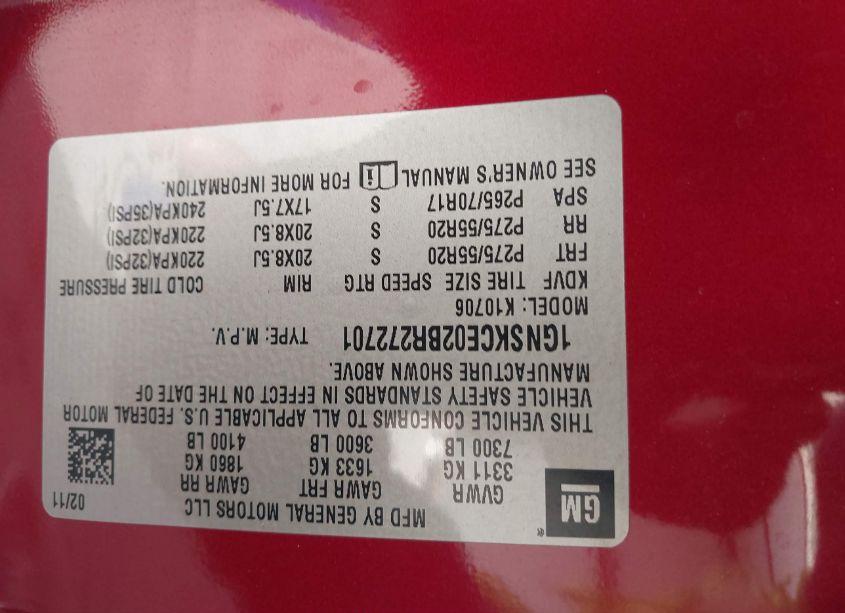 MFD BY GENERAL MOTORS LLC 02/11
GM®
GVWR GAWR FRT GAWR RR
3311 KG 1633 KG 1860 KG
7300 LB 3600 LB 4100 LB
THIS VEHICLE CONFORMS TO ALL APPLICABLE U.S. FEDERAL MOTOR
VEHICLE SAFETY STANDARDS IN EFFECT ON THE DATE OF
MANUFACTURE SHOWN ABOVE.
1GNSKCE02BR272701 TYPE: M.P.V.
MODEL: K10706
KDVF TIRE SIZE SPEED RTG RIM COLD TIRE PRESSURE
FRT P275/55R20 S 20X8.5J 220KPA(32PSI)
RR P275/55R20 S 20X8.5J 220KPA(32PSI)
SPA P265/70R17 S 17X7.5J 240KPA(35PSI)
SEE OWNER'S MANUAL i FOR MORE INFORMATION.